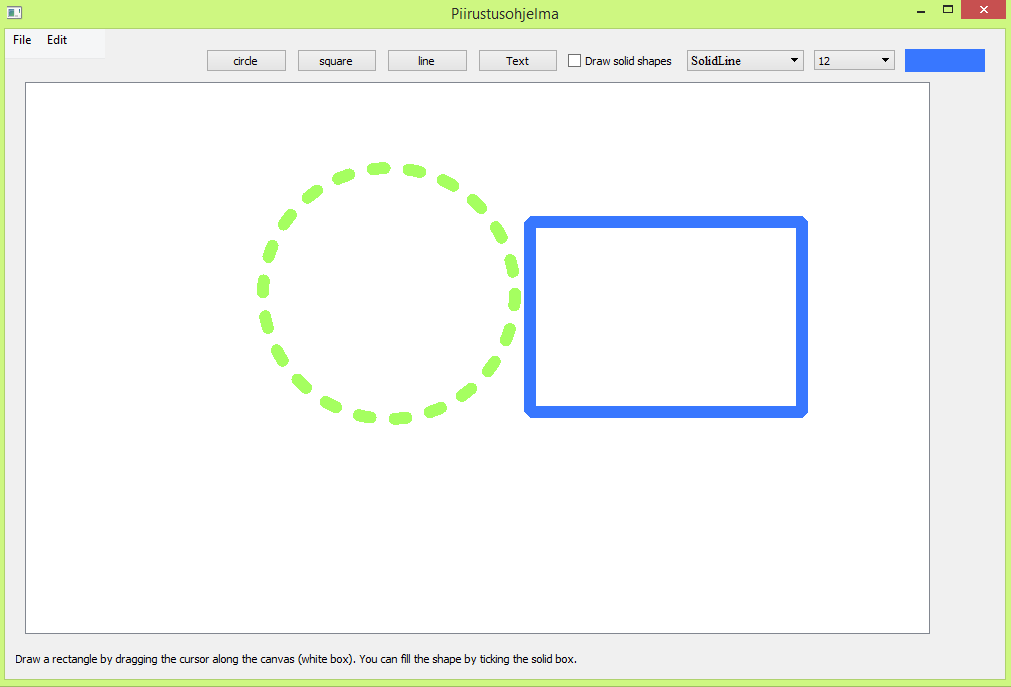 Piirustusohjelma
File Edit
circle square line Text Draw solid shapes SolidLine 12
Draw a rectangle by dragging the cursor along the canvas (white box). You can fill the shape by ticking the solid box.